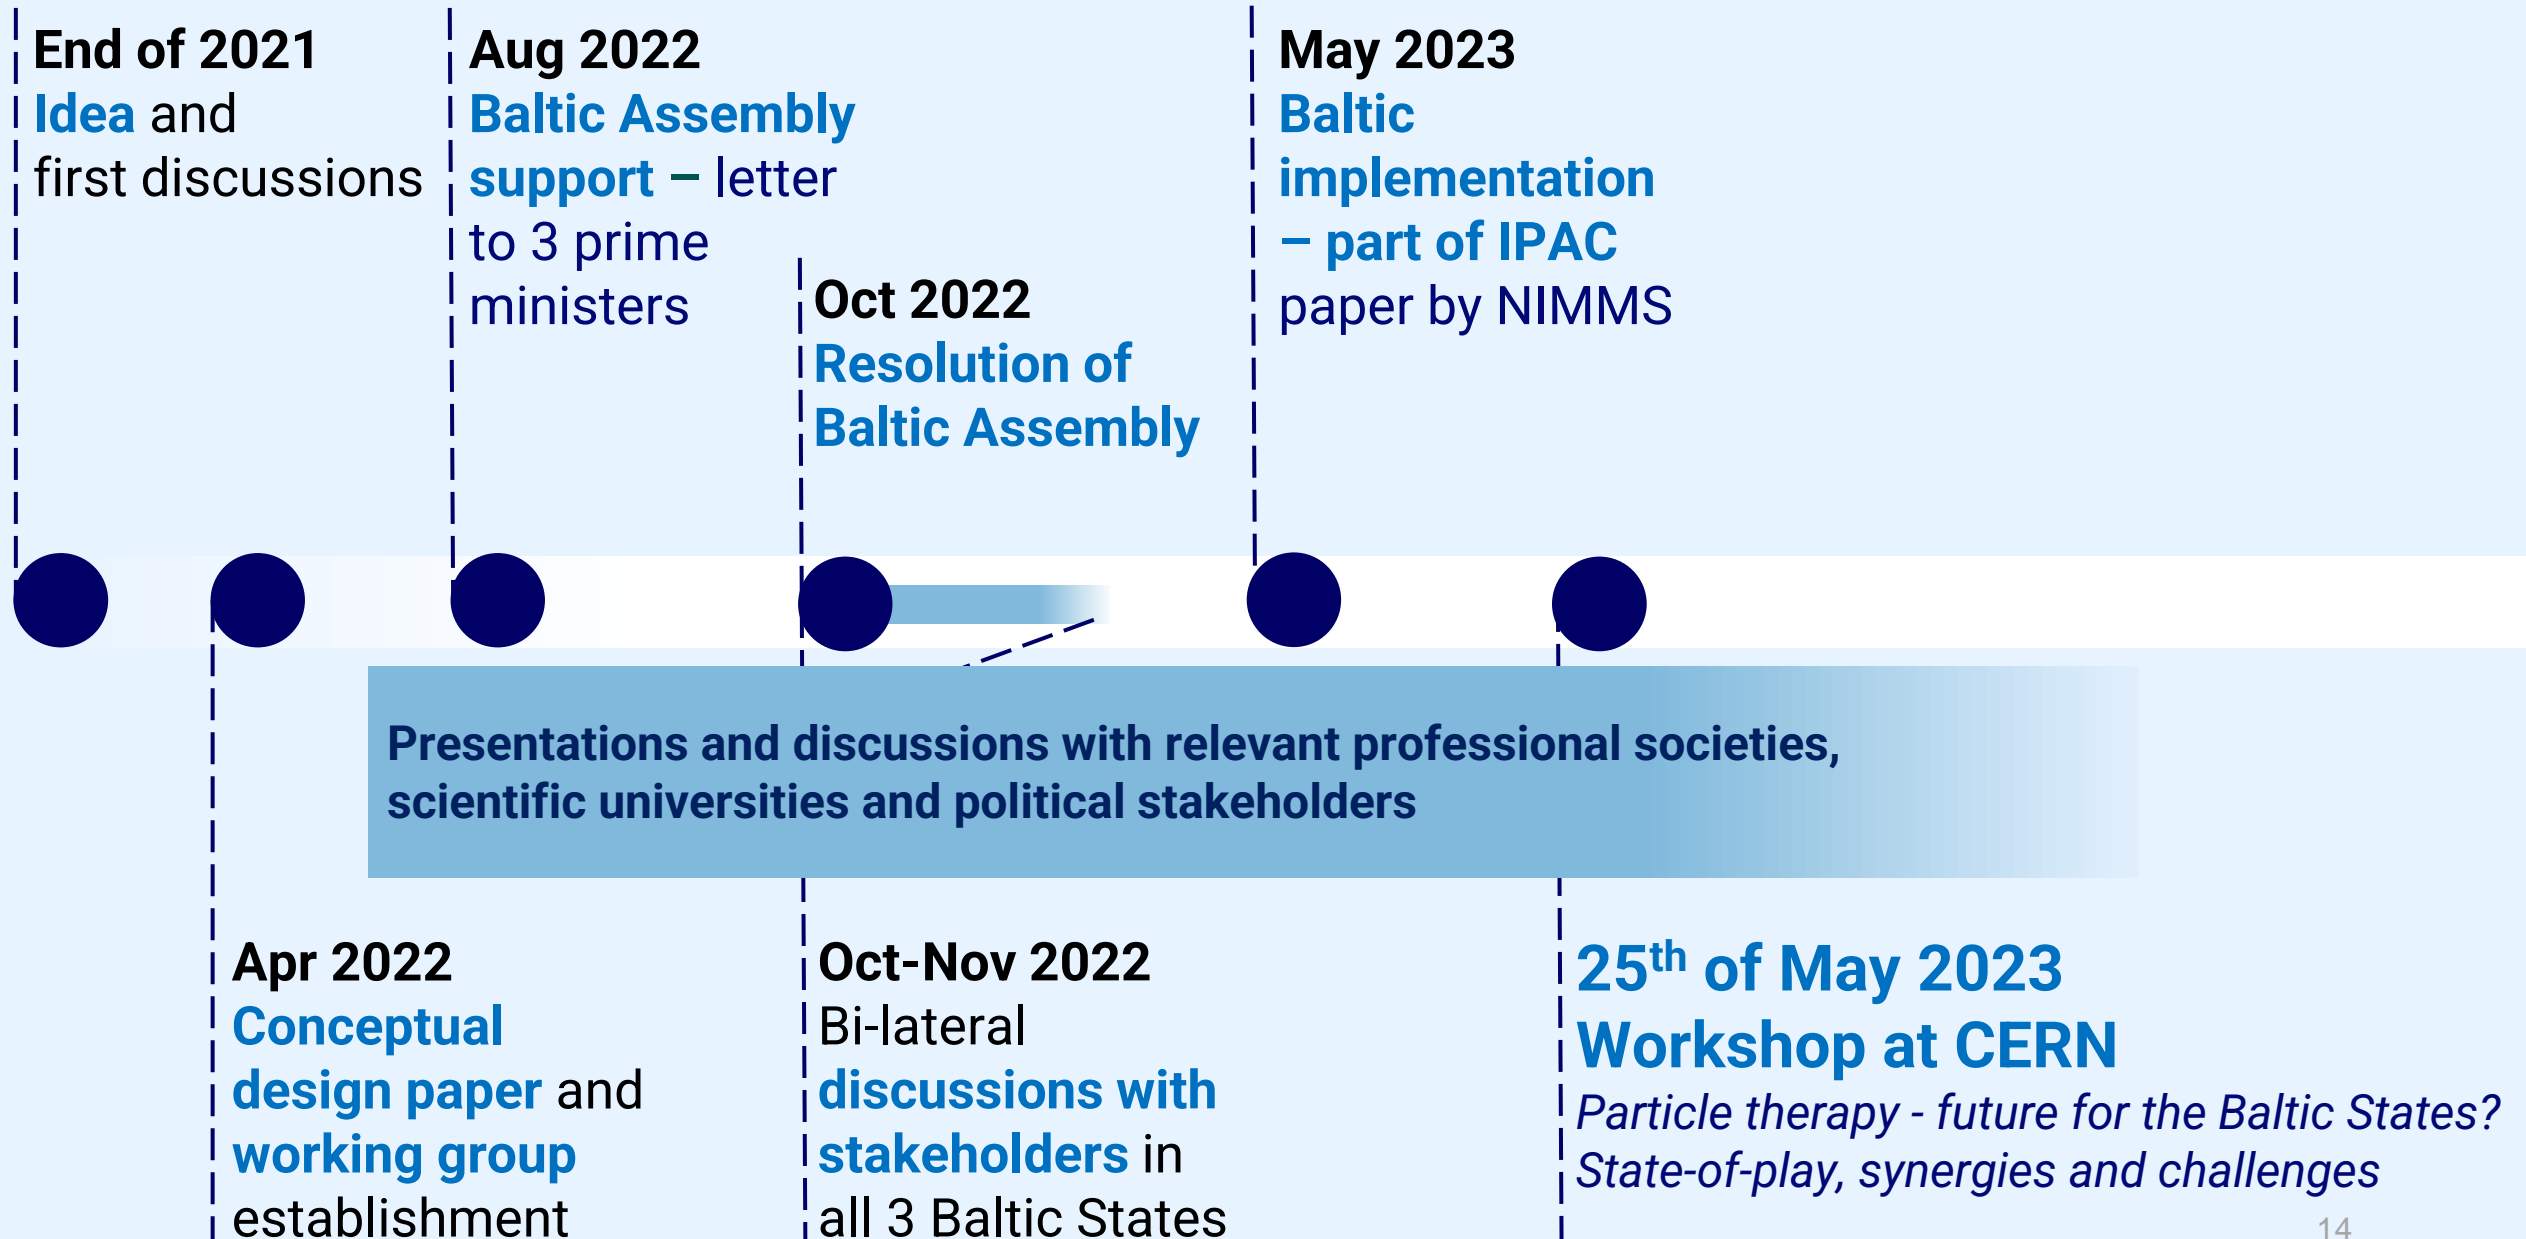 End of 2021
Idea and
first discussions
Aug 2022
Baltic Assembly
support – letter
to 3 prime
ministers
Oct 2022
Resolution of
Baltic Assembly
May 2023
Baltic
implementation
– part of IPAC
paper by NIMMS
Presentations and discussions with relevant professional societies,
scientific universities and political stakeholders
Apr 2022
Conceptual
design paper and
working group
establishment
Oct-Nov 2022
Bi-lateral
discussions with
stakeholders in
all 3 Baltic States
25th of May 2023
Workshop at CERN
Particle therapy - future for the Baltic States?
State-of-play, synergies and challenges
14